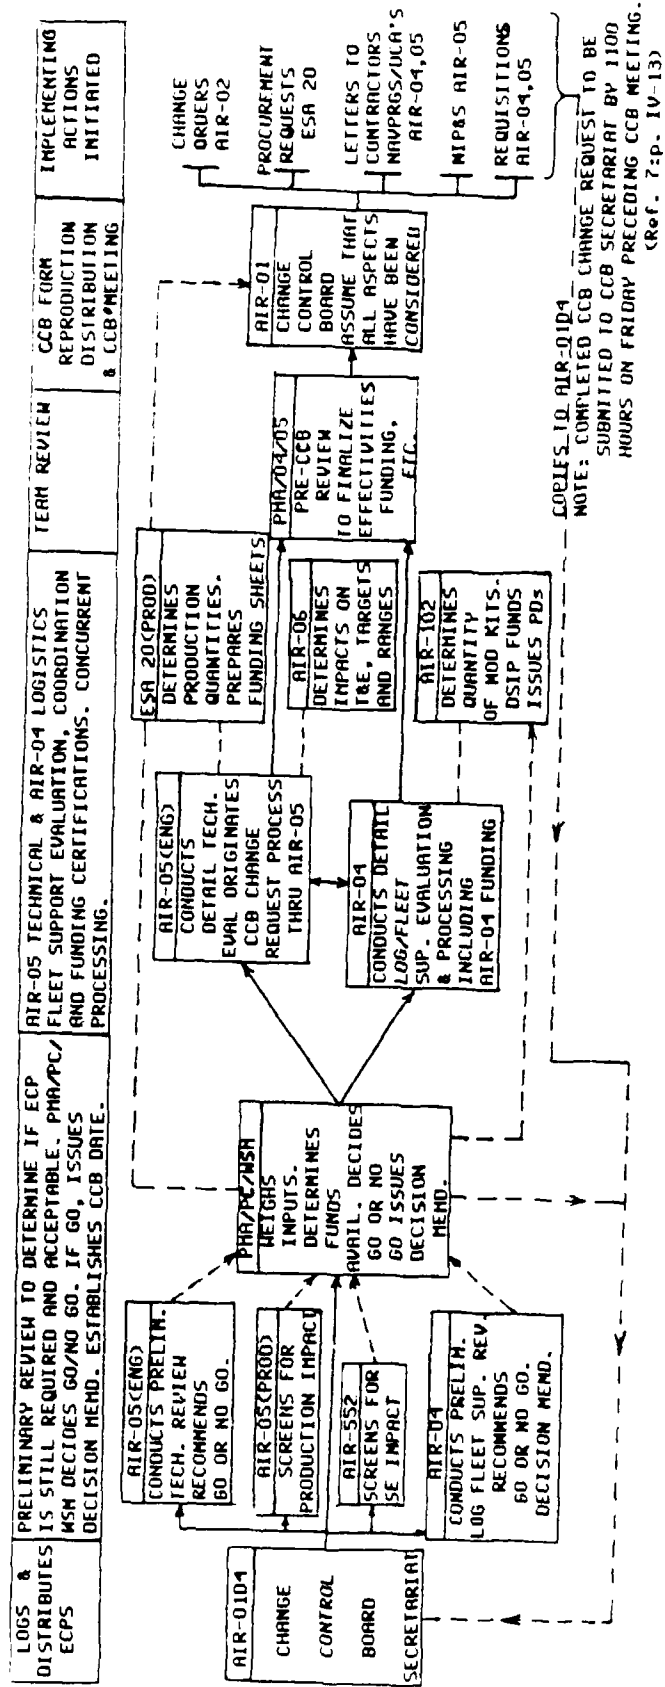 LOGS &
DISTRIBUTES
ECPS
PRELIMINARY REVIEW TO DETERMINE IF ECP
IS STILL REQUIRED AND ACCEPTABLE. PMA/PC/
WSM DECIDES GO/NO GO. IF GO, ISSUES
DECISION MEMO. ESTABLISHES CCB DATE.
AIR-05 TECHNICAL & AIR-04 LOGISTICS
FLEET SUPPORT EVALUATION, COORDINATION
AND FUNDING CERTIFICATIONS. CONCURRENT
PROCESSING.
TEAM REVIEW
CCB FORM
REPRODUCTION
DISTRIBUTION
& CCB MEETING
IMPLEMENTING
ACTIONS
INITIATED
AIR-01D4
CHANGE
CONTROL
BOARD
SECRETARIAT
AIR-05(ENG)
CONDUCTS PRELIM.
TECH. REVIEW
RECOMMENDS
GO OR NO GO.
AIR-05(PROD)
SCREENS FOR
PRODUCTION IMPACT
AIR-552
SCREENS FOR
SE IMPACT
AIR-04
CONDUCTS PRELIM.
LOG FLEET SUP. REV.
RECOMMENDS
GO OR NO GO.
DECISION MEMO.
PMA/PC/WSM
WEIGHS
INPUTS.
DETERMINES
FUNDS
AVAIL. DECIDES
GO OR NO
GO ISSUES
DECISION
MEMO.
AIR-05(ENG)
CONDUCTS
DETAIL TECH.
EVAL ORIGINATES
CCB CHANGE
REQUEST PROCESS
THRU AIR-05
AIR-04
CONDUCTS DETAIL
LOG/FLEET
SUP. EVALUATION
& PROCESSING
INCLUDING
AIR-04 FUNDING
ESA 20(PROD)
DETERMINES
PRODUCTION
QUANTITIES.
PREPARES
FUNDING SHEETS
AIR-06
DETERMINES
IMPACTS ON
T&E, TARGETS
AND RANGES
AIR-102
DETERMINES
QUANTITY
OF MOD KITS.
DSIP FUNDS
ISSUES PDs
PMA/04/05
PRE-CCB
REVIEW
TO FINALIZE
EFFECTIVITIES
FUNDING,
ETC.
AIR-01
CHANGE
CONTROL
BOARD
ASSUME THAT
ALL ASPECTS
HAVE BEEN
CONSIDERED
CHANGE
ORDERS
AIR-02
PROCUREMENT
REQUESTS
ESA 20
LETTERS TO
CONTRACTORS
NAVPRGS/UCA'S
AIR-04,05
MIP&S AIR-05
REQUISITIONS
AIR-04,05
COPIES TO AIR-01D4
NOTE: COMPLETED CCB CHANGE REQUEST TO BE
SUBMITTED TO CCB SECRETARIAT BY 1100
HOURS ON FRIDAY PRECEDING CCB MEETING.
(Ref. 7:p. IV-13)